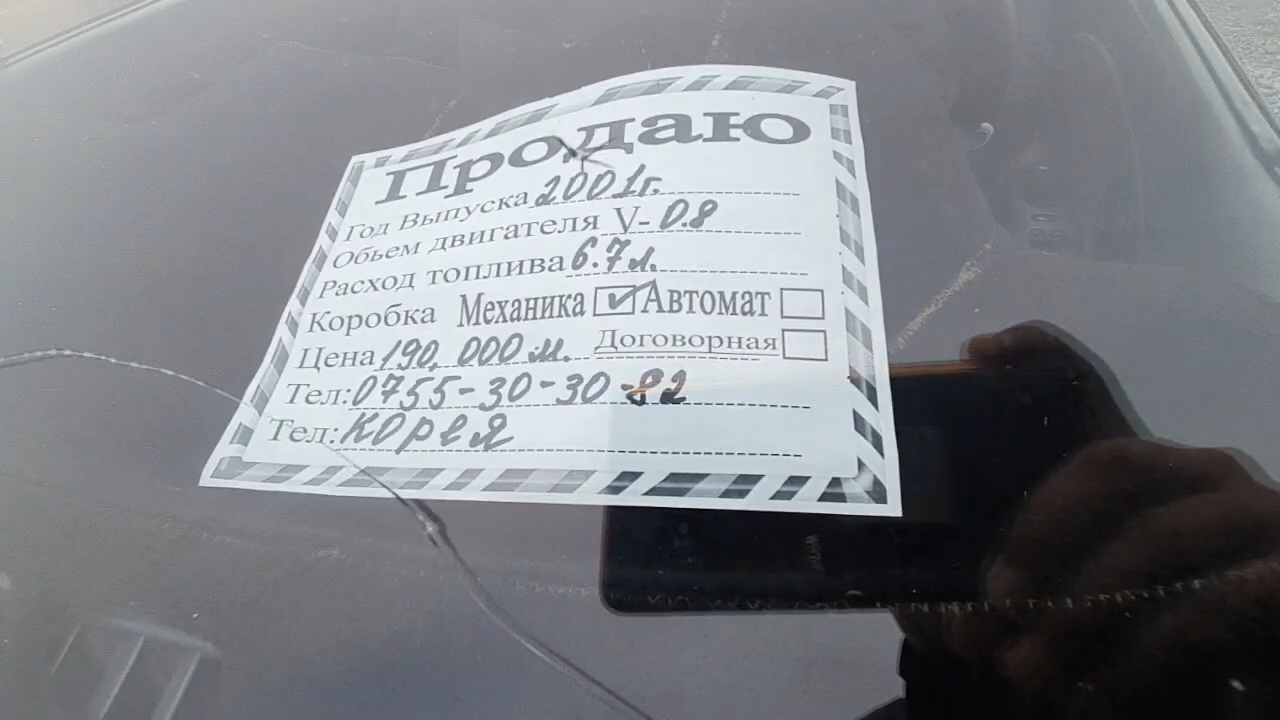 Продаю
Год Выпуска 2001г.
Обьем двигателя V- 0.8
Расход топлива 6.7 л.
Коробка Механика ✓ Автомат
Цена 190,000 м. Договорная
Тел: 0755-30-30-82
Тел: Корея